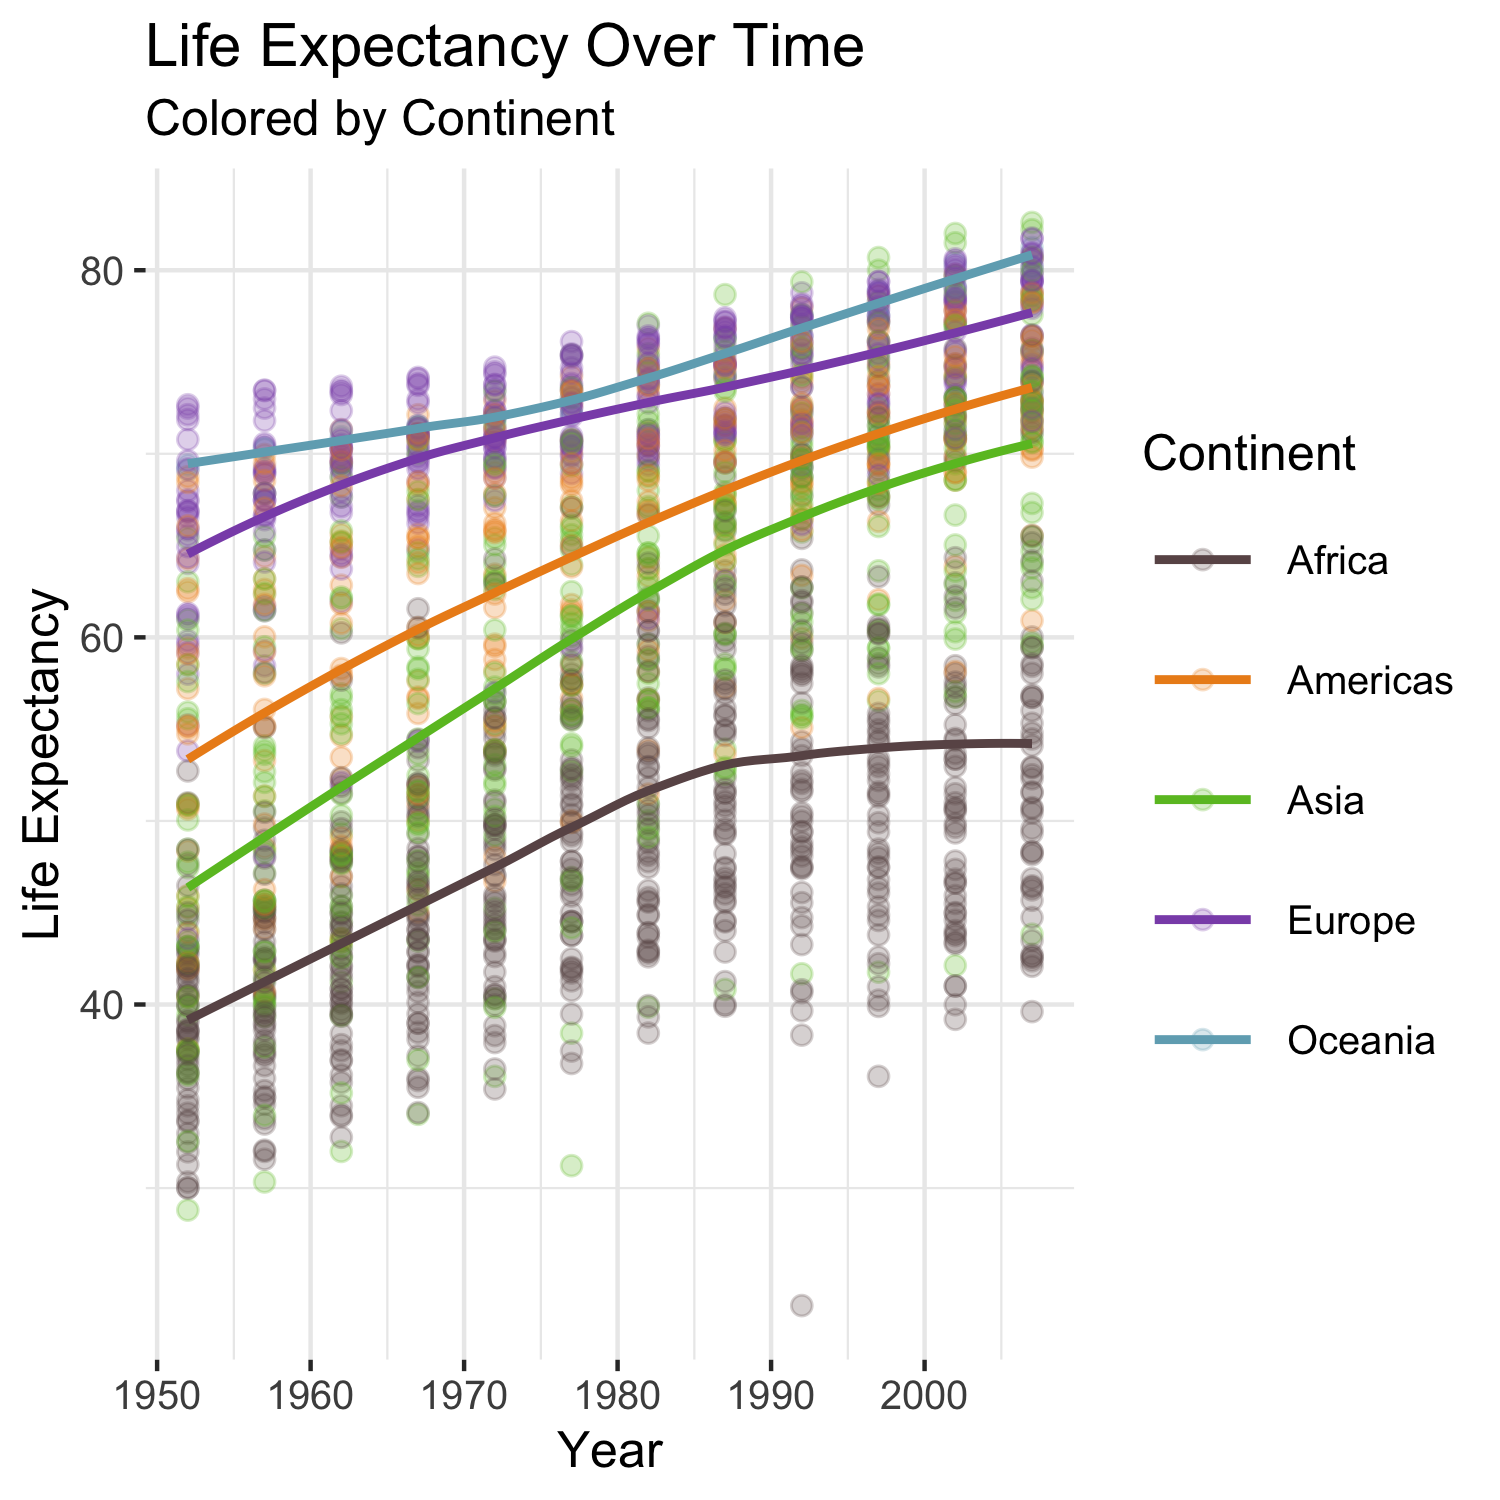 Life Expectancy Over Time
Colored by Continent
Life Expectancy
80
60
40
1950 1960 1970 1980 1990 2000
Year
Continent
Africa
Americas
Asia
Europe
Oceania